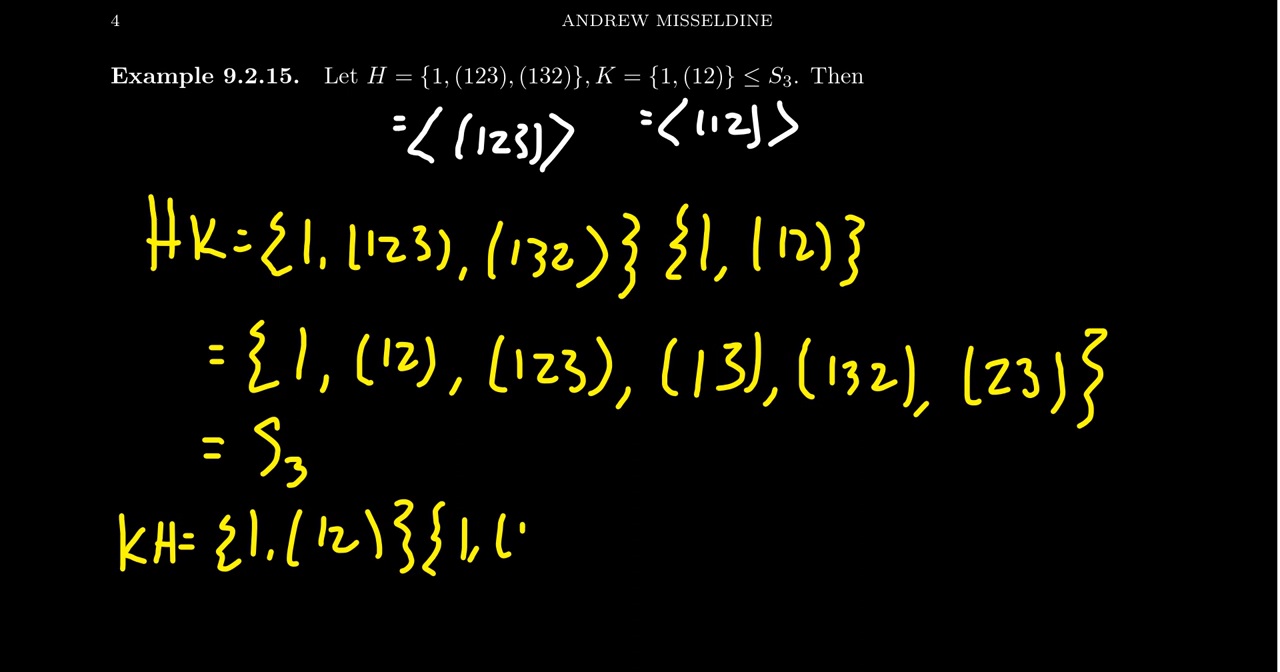 4 ANDREW MISSELDINE
Example 9.2.15. Let H = {1, (123), (132)}, K = {1, (12)} ≤ S₃. Then
=⟨(123)⟩ =⟨(12)⟩
HK={1,(123),(132)}{1,(12)}
={1,(12),(123),(13),(132),(23)}
= S₃
KH={1,(12)}{1,(